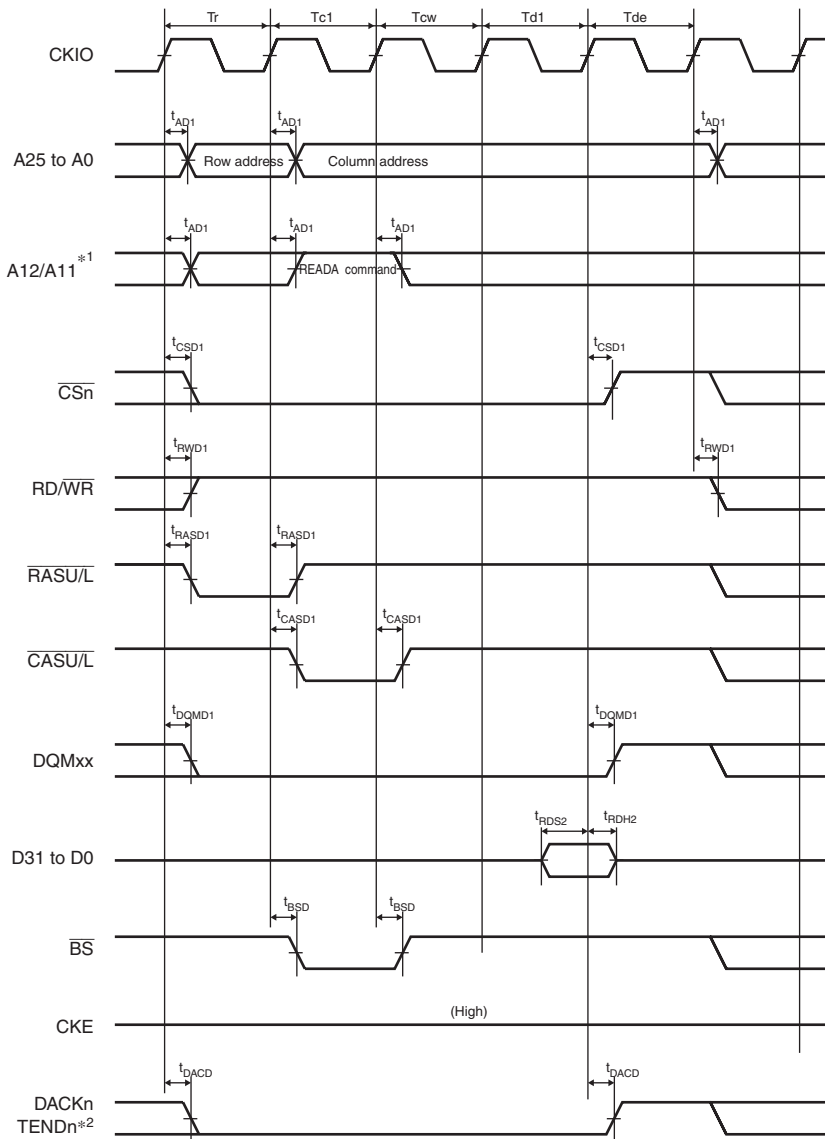 Tr Tc1 Tcw Td1 Tde
CKIO
tAD1 tAD1 tAD1
A25 to A0 Row address Column address
tAD1 tAD1 tAD1
A12/A11*1 READA command
tCSD1 tCSD1
CSn
tRWD1 tRWD1
RD/WR
tRASD1 tRASD1
RASU/L
tCASD1 tCASD1
CASU/L
tDQMD1 tDQMD1
DQMxx
tRDS2 tRDH2
D31 to D0
tBSD tBSD
BS
(High)
CKE
tDACD tDACD
DACKn
TENDn*2